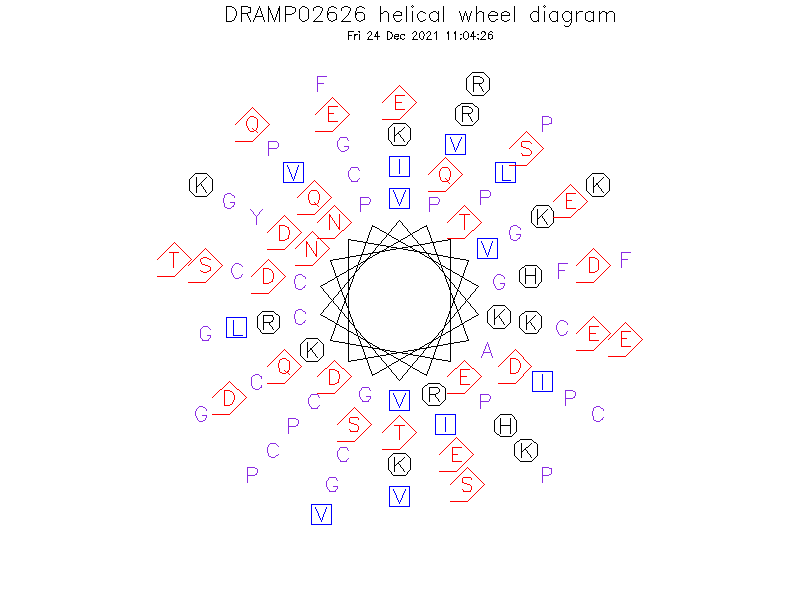 DRAMP02626 helical wheel diagram
Fri 24 Dec 2021 11:04:26
F R
E
E R
Q P
K
G V
P S
I
V C Q L
K K
Q P V P P
G E
Y N T K
D G
N V
T F
S D
C F
D H
C G
C K
R K
L C
G E
E
K A
Q D
D E
C I
D C G V R P P
G C
P S T I H
C C E K
K
P P
G S
V
V